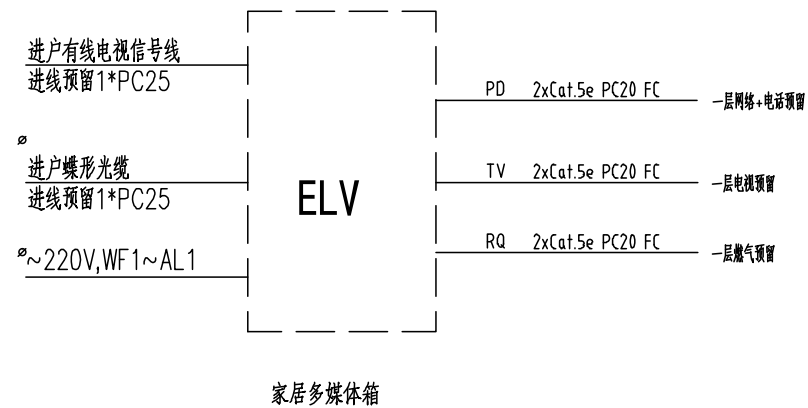 进户有线电视信号线
进线预留1*PC25
进户蝶形光缆
进线预留1*PC25
~220V,WF1~AL1
ELV
PD 2xCat.5e PC20 FC 一层网络+电话预留
TV 2xCat.5e PC20 FC 一层电视预留
RQ 2xCat.5e PC20 FC 一层燃气预留
家居多媒体箱